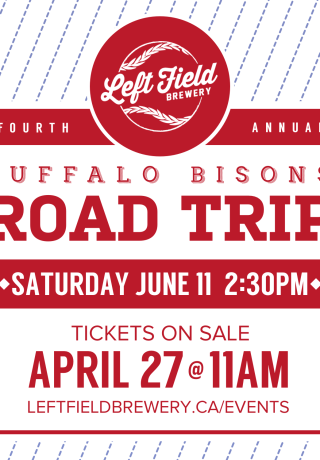 Left Field
BREWERY
FOURTH ANNUAL
UFFALO BISONS
ROAD TRIP
SATURDAY JUNE 11 2:30PM
TICKETS ON SALE
APRIL 27 @ 11AM
LEFTFIELDBREWERY.CA/EVENTS